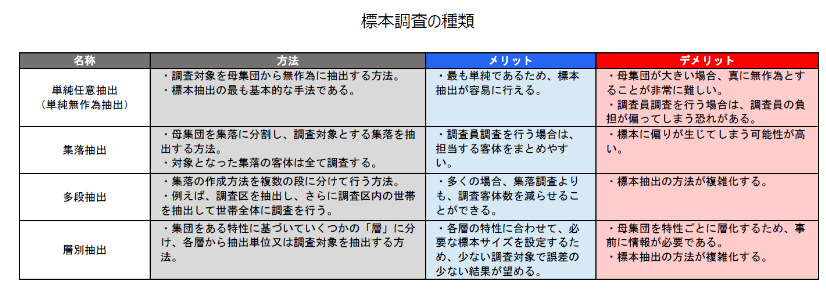 標本調査の種類
名称 方法 メリット デメリット
単純任意抽出
（単純無作為抽出）
・調査対象を母集団から無作為に抽出する方法。
・標本抽出の最も基本的な手法である。
・最も単純であるため、標本
抽出が容易に行える。
・母集団が大きい場合、真に無作為とす
ることが非常に難しい。
・調査員調査を行う場合は、調査員の負
担が偏ってしまう恐れがある。
集落抽出
・母集団を集落に分割し、調査対象とする集落を抽
出する方法。
・対象となった集落の客体は全て調査する。
・調査員調査を行う場合は、
担当する客体をまとめやす
い。
・標本に偏りが生じてしまう可能性が高
い。
多段抽出
・集落の作成方法を複数の段に分けて行う方法。
・例えば、調査区を抽出し、さらに調査区内の世帯
を抽出して世帯全体に調査を行う。
・多くの場合、集落調査より
も、調査客体数を減らせるこ
とができる。
・標本抽出の方法が複雑化する。
層別抽出
・集団をある特性に基づいていくつかの「層」に分
け、各層から抽出単位又は調査対象を抽出する方
法。
・各層の特性に合わせて、必
要な標本サイズを設定するた
め、少ない調査対象で誤差の
少ない結果が望める。
・母集団を特性ごとに層化するため、事
前に情報が必要である。
・標本抽出の方法が複雑化する。